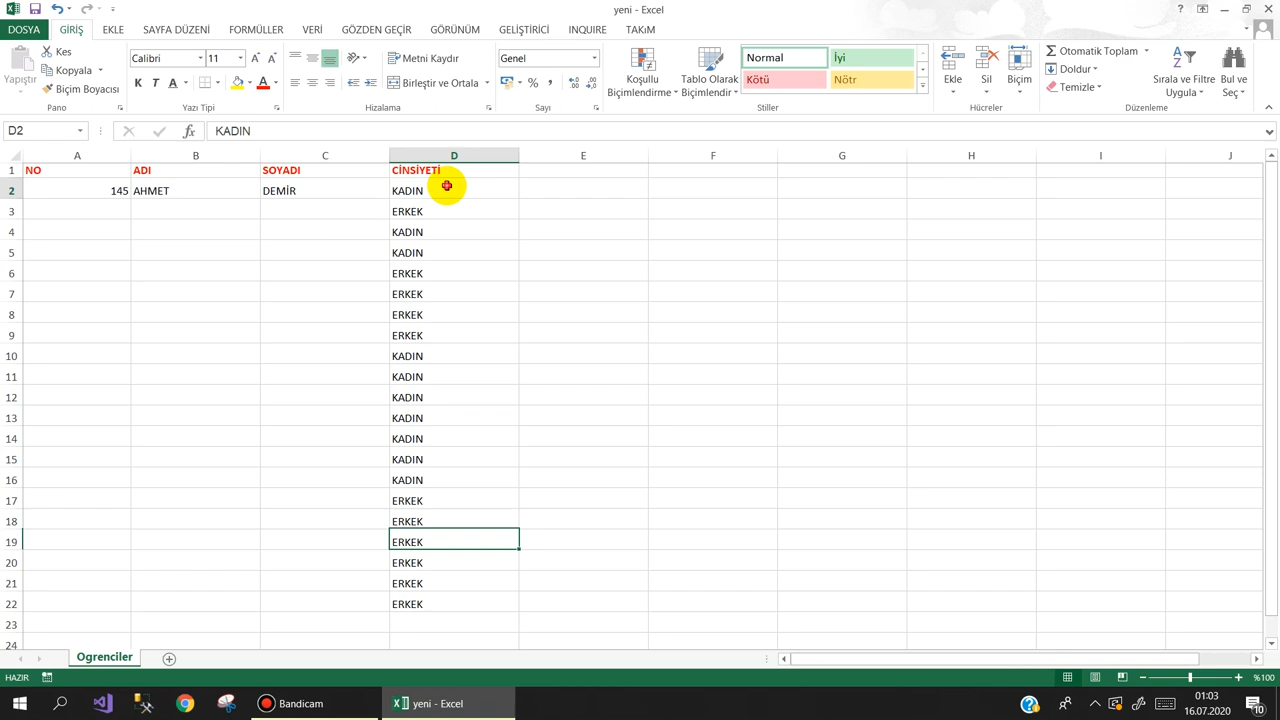 yeni - Excel
DOSYA GİRİŞ EKLE SAYFA DÜZENİ FORMÜLLER VERİ GÖZDEN GEÇİR GÖRÜNÜM GELİŞTİRİCİ INQUIRE TAKıM
Yapıştır
Kes
Kopyala
Biçim Boyacısı
Pano
Calibri 11
K T A
Yazı Tipi
Metni Kaydır
Birleştir ve Ortala
Hizalama
Genel
%
Sayı
Koşullu Biçimlendirme
Tablo Olarak Biçimlendir
Normal İyi
Kötü Nötr
Stiller
Ekle Sil Biçim
Hücreler
Otomatik Toplam
Doldur
Temizle
Sırala ve Filtre Uygula
Bul ve Seç
Düzenleme
D2 fx KADIN
A B C D E F G H I J
1 NO ADI SOYADI CİNSİYETİ
2 145 AHMET DEMİR KADIN
3 ERKEK
4 KADIN
5 KADIN
6 ERKEK
7 ERKEK
8 ERKEK
9 ERKEK
10 KADIN
11 KADIN
12 KADIN
13 KADIN
14 KADIN
15 KADIN
16 KADIN
17 ERKEK
18 ERKEK
19 ERKEK
20 ERKEK
21 ERKEK
22 ERKEK
23
24
Ogrenciler
HAZIR %100
Bandicam yeni - Excel 01:03
16.07.2020 10